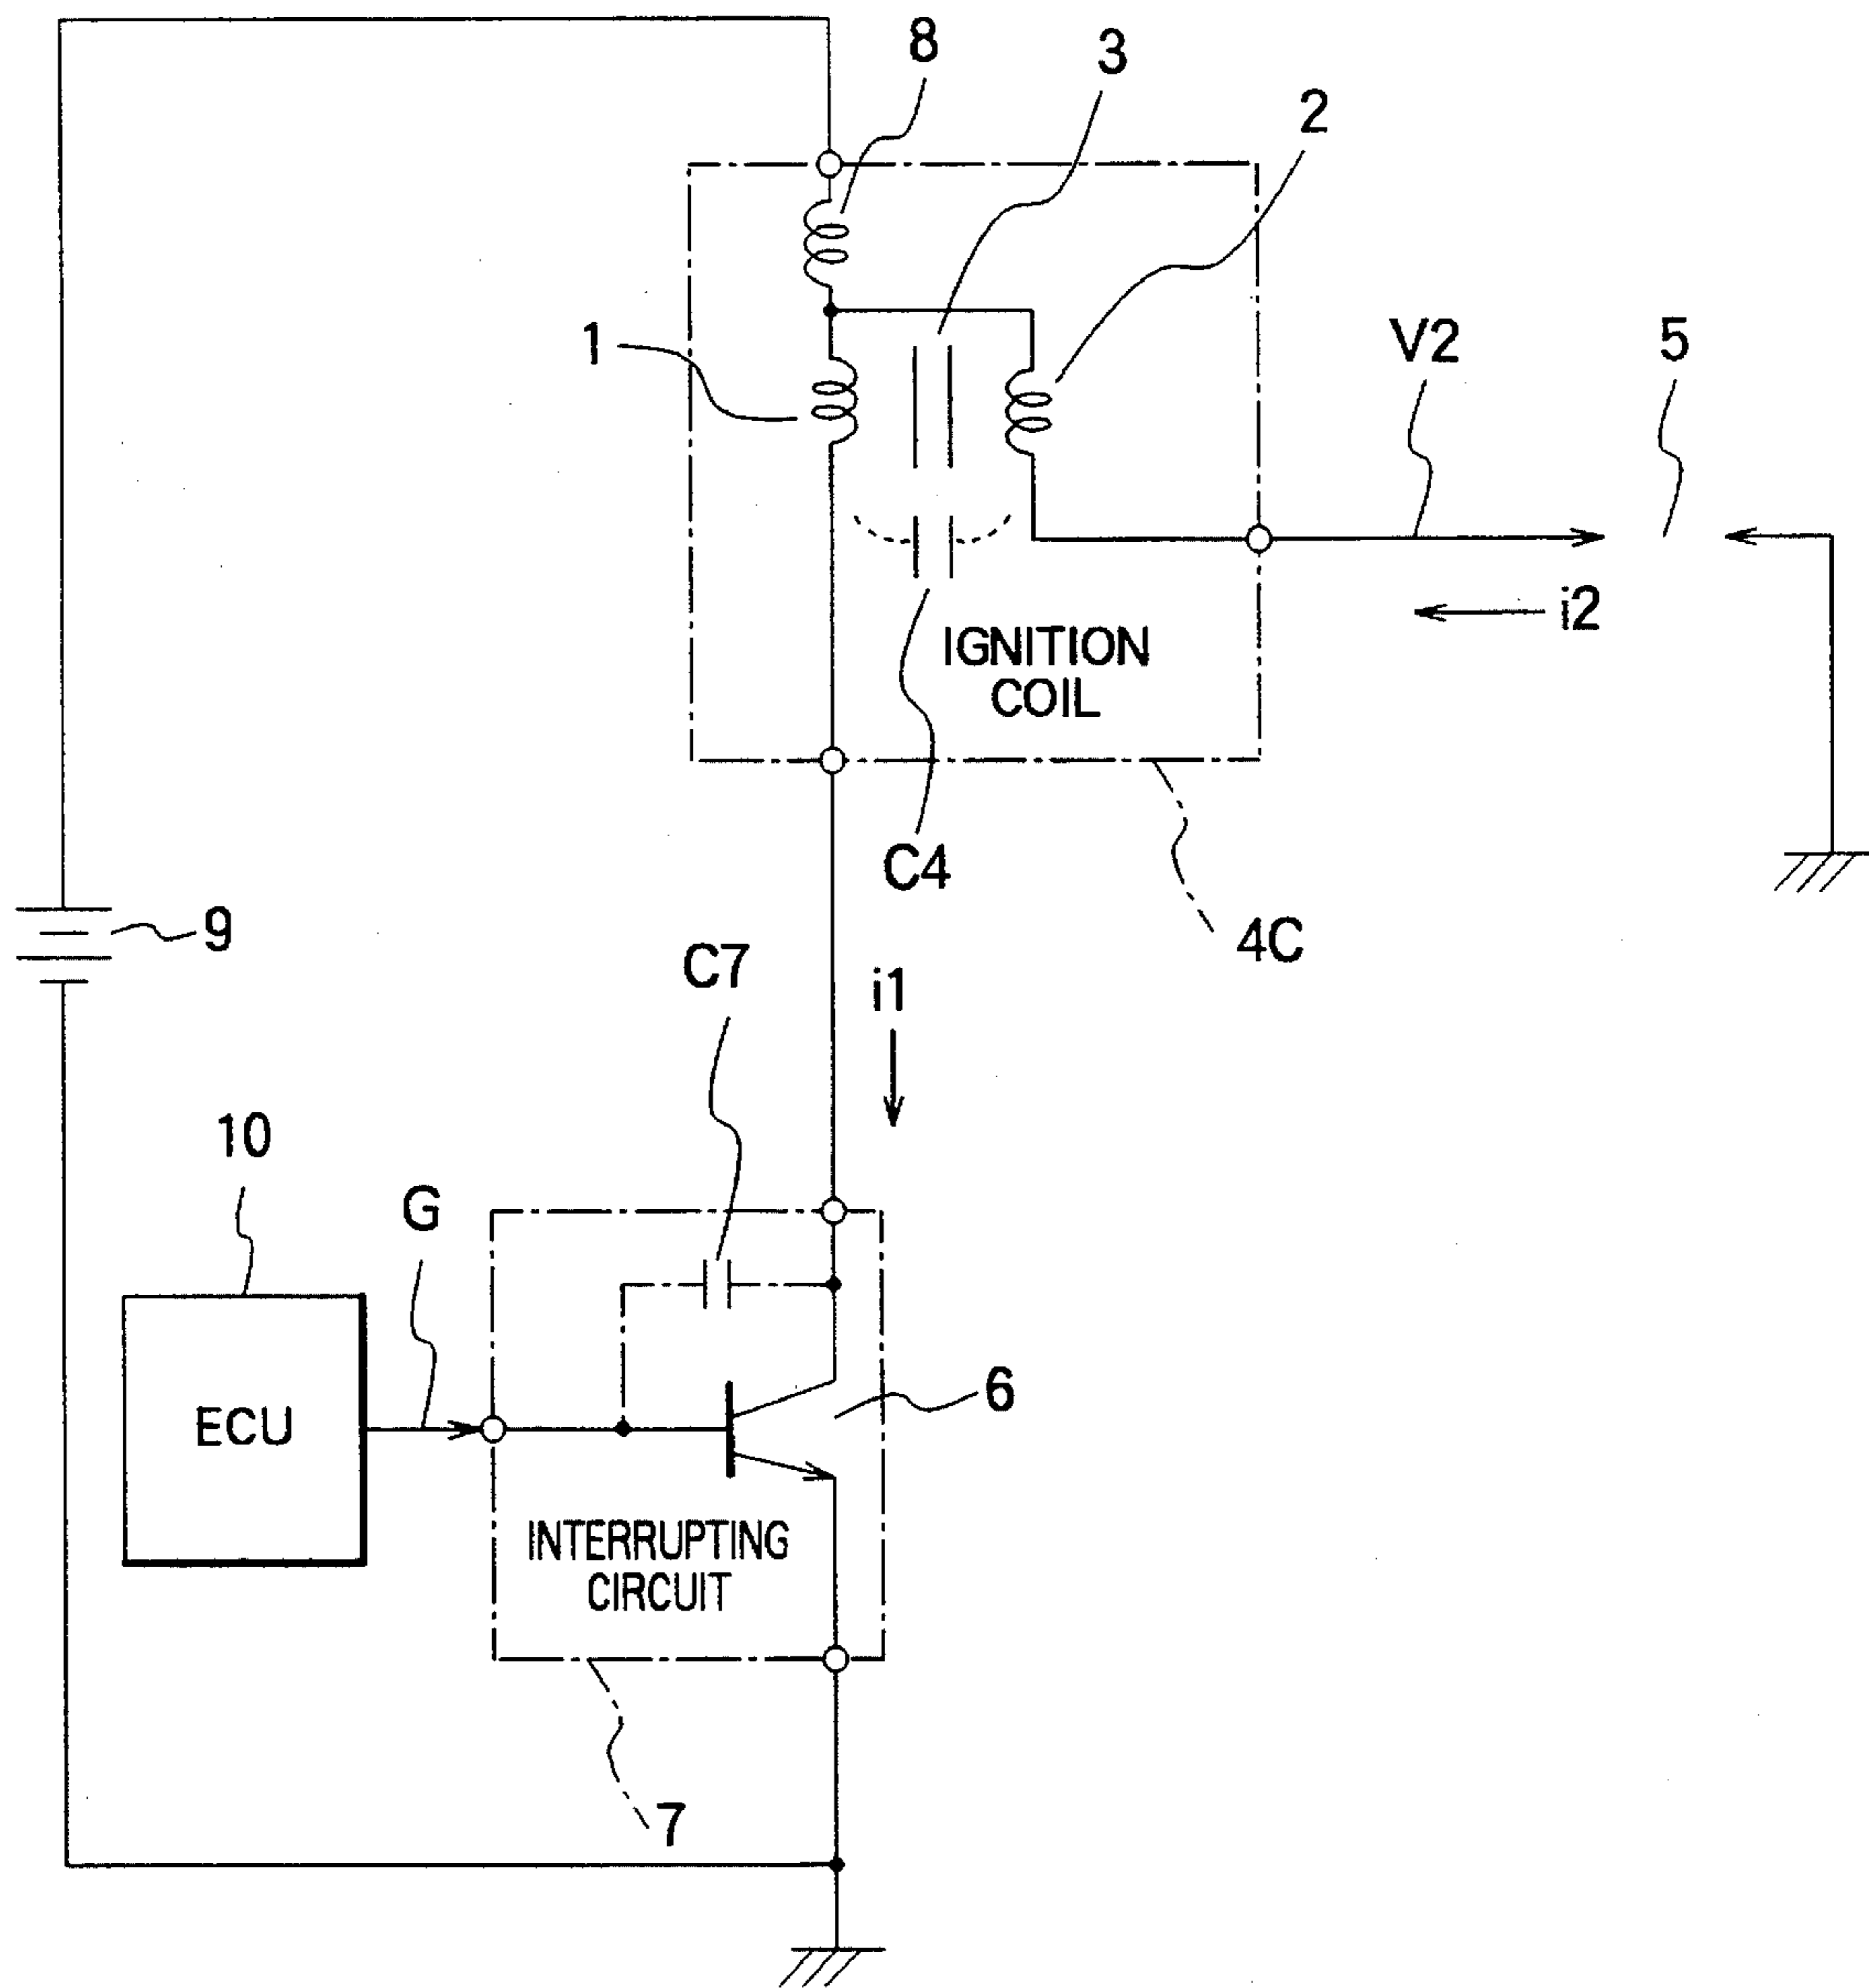 8
3
2
1
V2
5
i2
IGNITION
COIL
C4
4C
9
C7
i1
10
G
6
ECU
INTERRUPTING
CIRCUIT
7